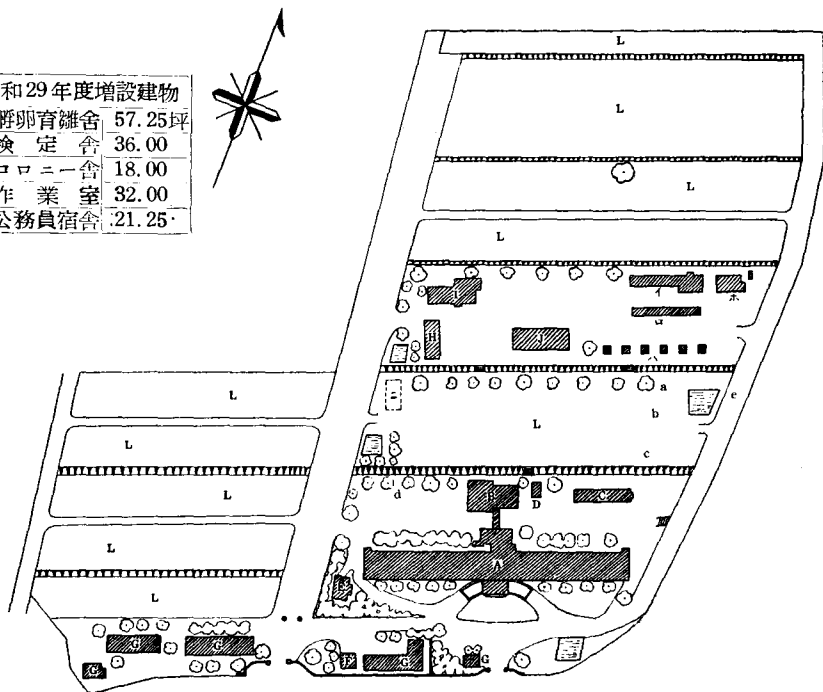 和29年度増設建物
孵卵育雛舎 57.25坪
検定舎 36.00
コロニー舎 18.00
作業室 32.00
公務員宿舎 21.25
L
L
L
L
イ
ホ
ロ
H
J
ハ
a
e
ニ
L
b
L
L
c
L
d
D
C
L
A
L
G
G
G
F
G
G